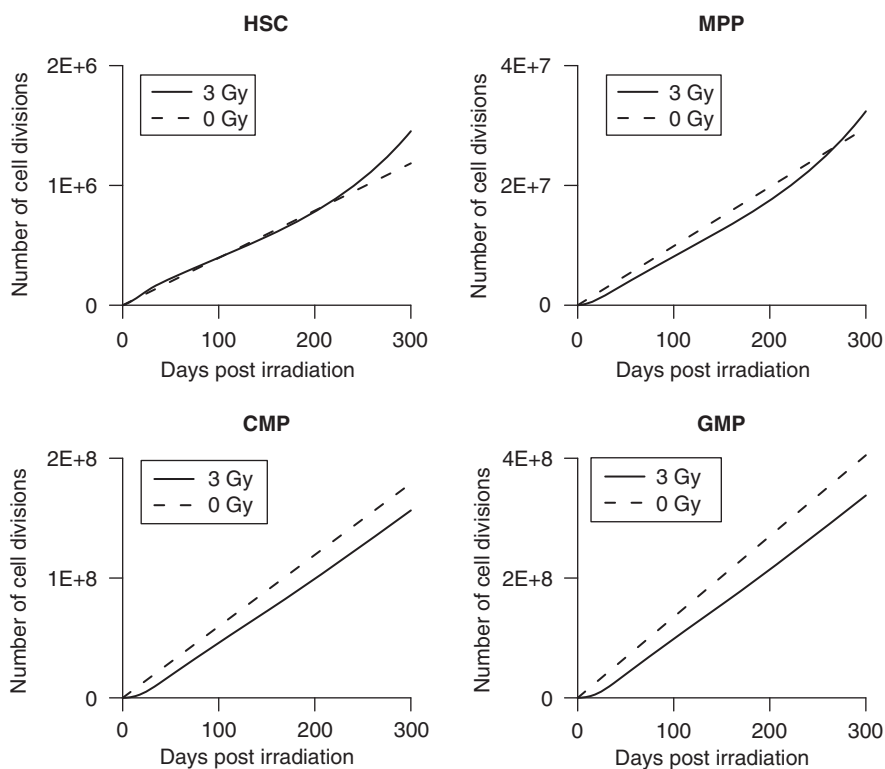 HSC
Number of cell divisions
2E+6
1E+6
0
3 Gy
0 Gy
0 100 200 300
Days post irradiation
MPP
Number of cell divisions
4E+7
2E+7
0
3 Gy
0 Gy
0 100 200 300
Days post irradiation
CMP
Number of cell divisions
2E+8
1E+8
0
3 Gy
0 Gy
0 100 200 300
Days post irradiation
GMP
Number of cell divisions
4E+8
2E+8
0
3 Gy
0 Gy
0 100 200 300
Days post irradiation